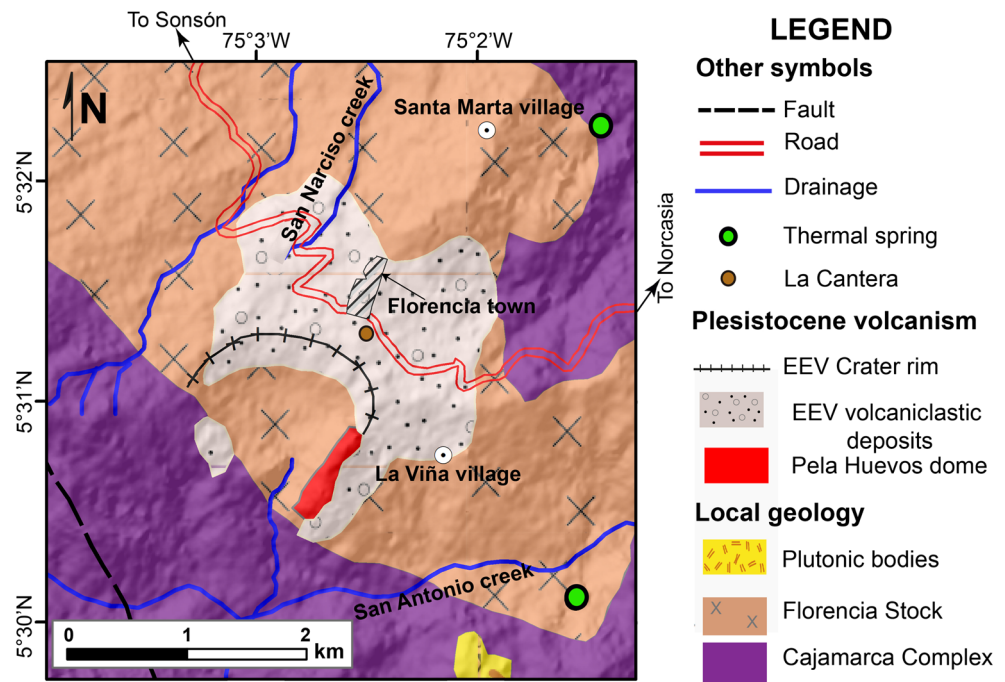 To Sonsón
75°3’W
75°2’W
N
Santa Marta village
San Narciso creek
5°32’N
To Norcasia
Florencia town
5°31’N
La Viña village
San Antonio creek
5°30’N
0
1
2
km
LEGEND
Other symbols
Fault
Road
Drainage
Thermal spring
La Cantera
Plesistocene volcanism
EEV Crater rim
EEV volcaniclastic
deposits
Pela Huevos dome
Local geology
Plutonic bodies
X
X
Florencia Stock
Cajamarca Complex